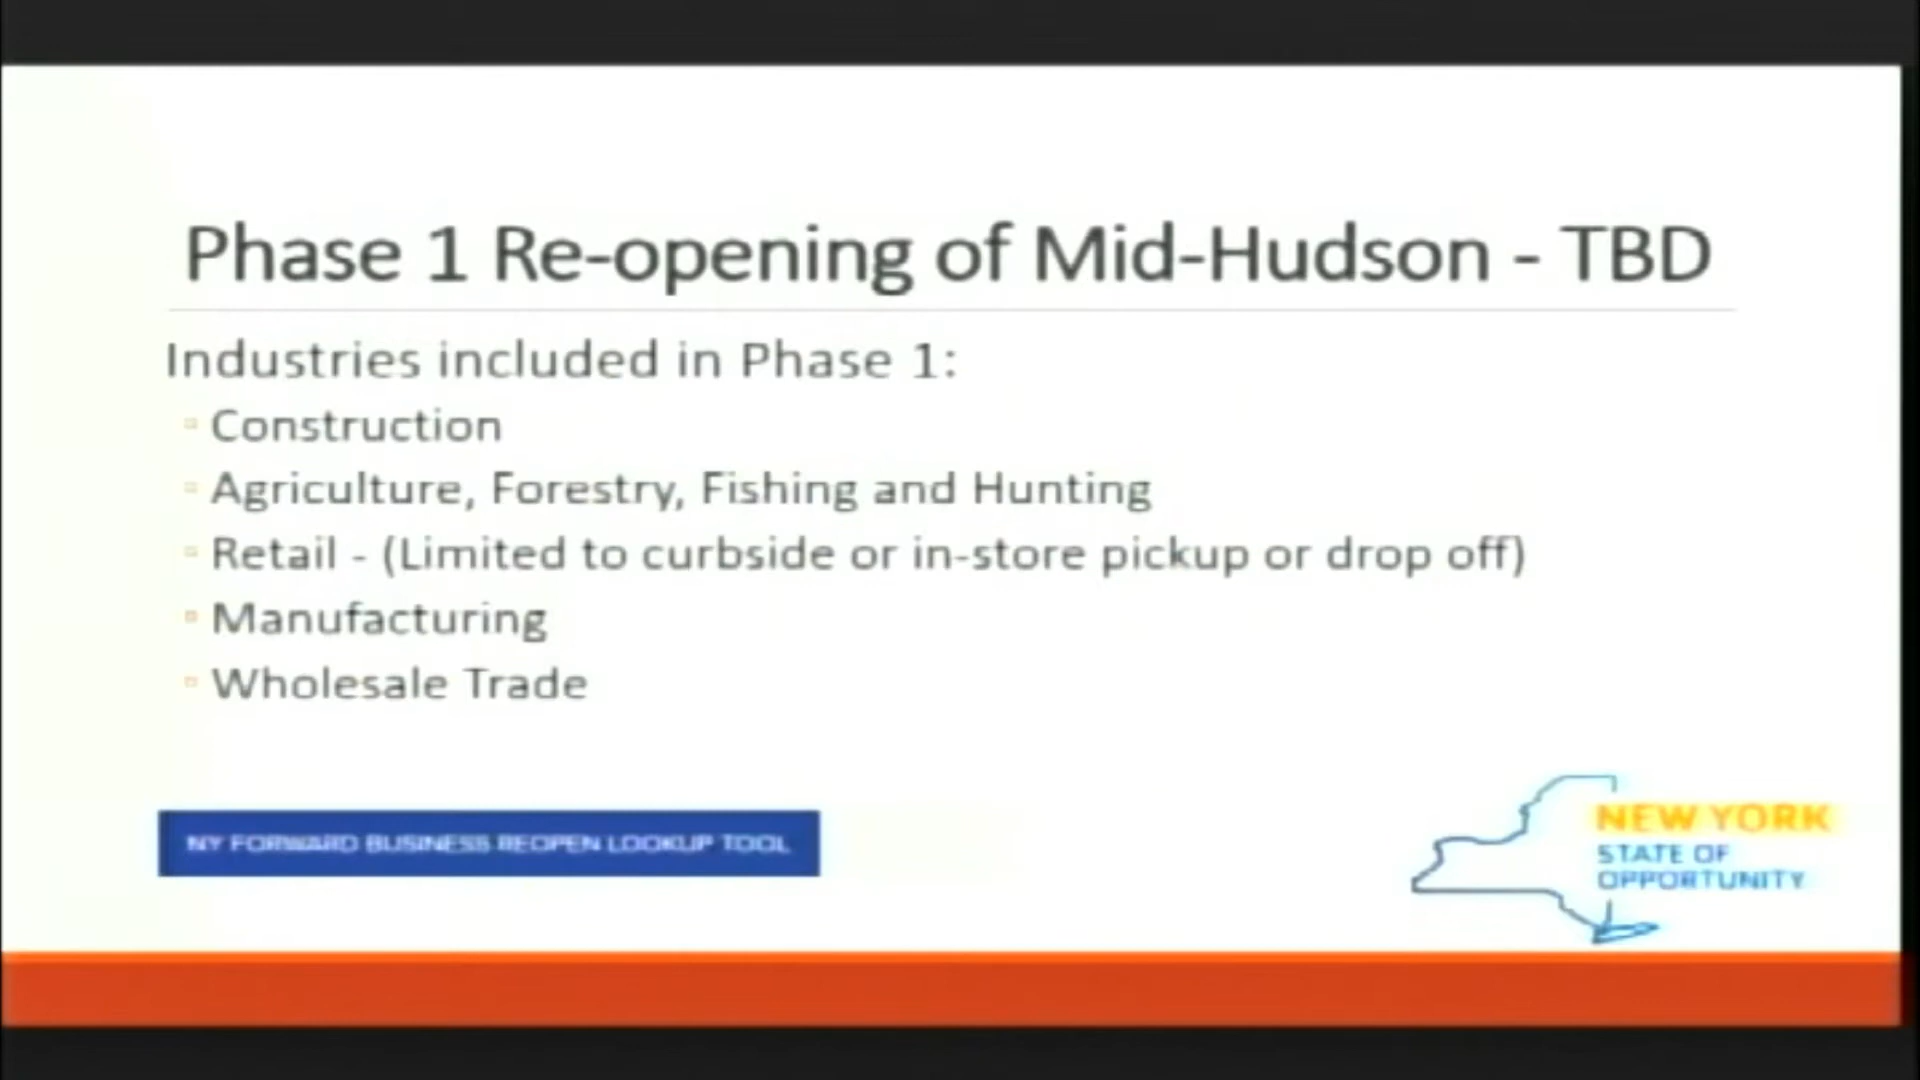 Phase 1 Re-opening of Mid-Hudson - TBD
Industries included in Phase 1:
Construction
Agriculture, Forestry, Fishing and Hunting
Retail - (Limited to curbside or in-store pickup or drop off)
Manufacturing
Wholesale Trade
NY FORWARD BUSINESS REOPEN LOOKUP TOOL
NEW YORK
STATE OF
OPPORTUNITY